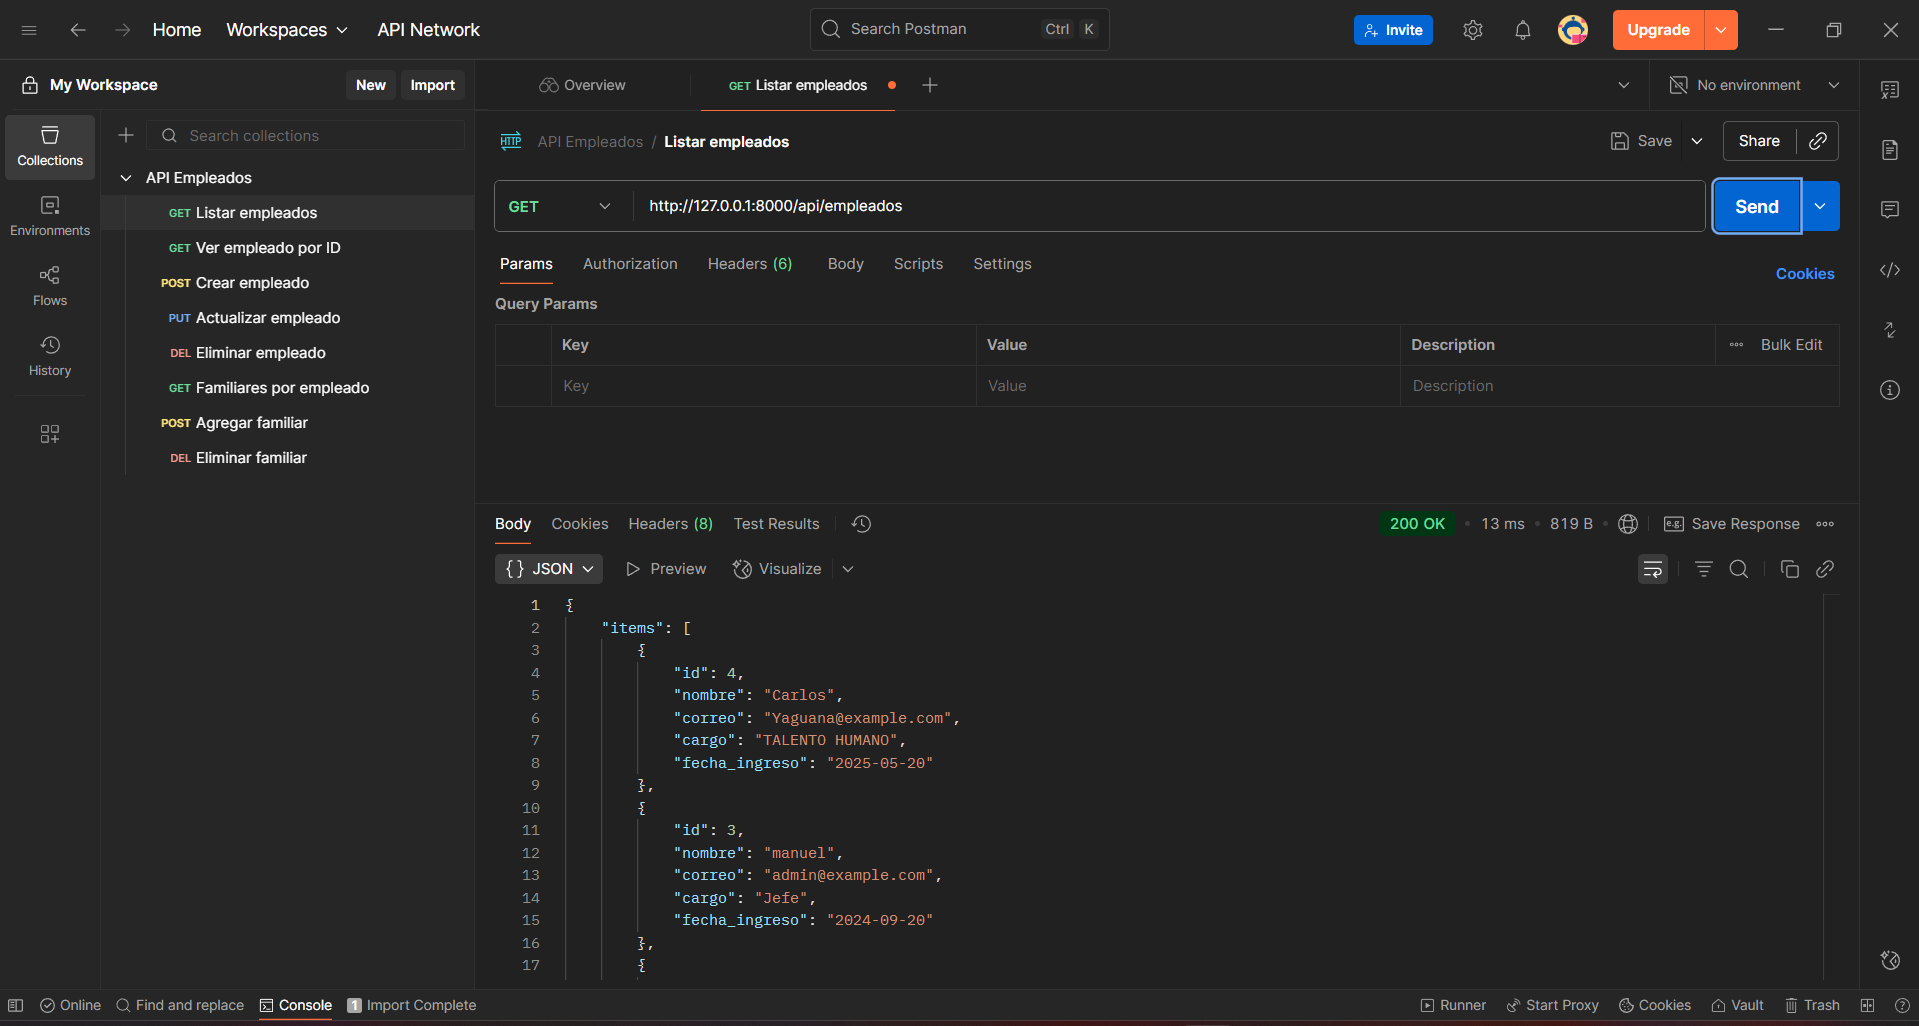 Home Workspaces API Network Search Postman Ctrl K Invite Upgrade
My Workspace New Import Overview GET Listar empleados No environment
Collections
Environments
Flows
History
Search collections
API Empleados
GET Listar empleados
GET Ver empleado por ID
POST Crear empleado
PUT Actualizar empleado
DEL Eliminar empleado
GET Familiares por empleado
POST Agregar familiar
DEL Eliminar familiar
HTTP API Empleados / Listar empleados Save Share
GET http://127.0.0.1:8000/api/empleados Send
Params Authorization Headers (6) Body Scripts Settings Cookies
Query Params
Key Value Description Bulk Edit
Key Value Description
Body Cookies Headers (8) Test Results 200 OK • 13 ms • 819 B • e.g. Save Response
{} JSON Preview Visualize
1 {
2 "items": [
3 {
4 "id": 4,
5 "nombre": "Carlos",
6 "correo": "Yaguana@example.com",
7 "cargo": "TALENTO HUMANO",
8 "fecha_ingreso": "2025-05-20"
9 },
10 {
11 "id": 3,
12 "nombre": "manuel",
13 "correo": "admin@example.com",
14 "cargo": "Jefe",
15 "fecha_ingreso": "2024-09-20"
16 },
17 {
Online Find and replace Console 1 Import Complete Runner Start Proxy Cookies Vault Trash